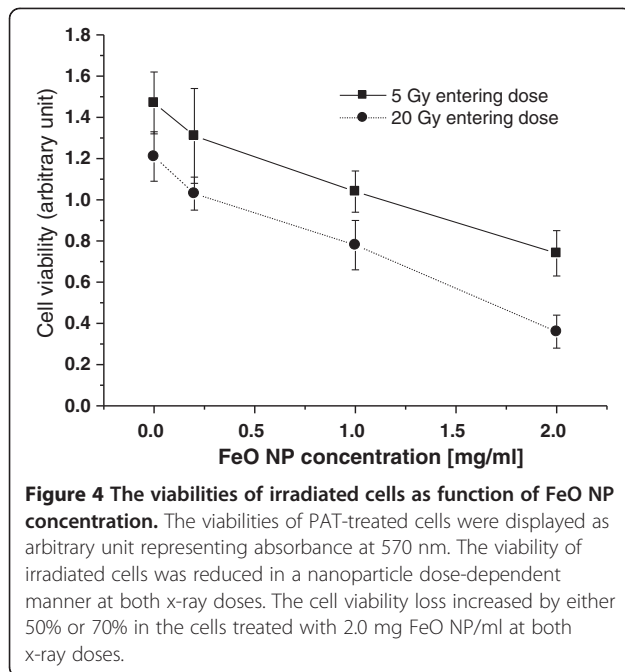 1.8
1.6
1.4
1.2
1.0
0.8
0.6
0.4
0.2
0.0
Cell viability (arbitrary unit)
5 Gy entering dose
20 Gy entering dose
0.0 0.5 1.0 1.5 2.0
FeO NP concentration [mg/ml]
Figure 4 The viabilities of irradiated cells as function of FeO NP
concentration. The viabilities of PAT-treated cells were displayed as
arbitrary unit representing absorbance at 570 nm. The viability of
irradiated cells was reduced in a nanoparticle dose-dependent
manner at both x-ray doses. The cell viability loss increased by either
50% or 70% in the cells treated with 2.0 mg FeO NP/ml at both
x-ray doses.